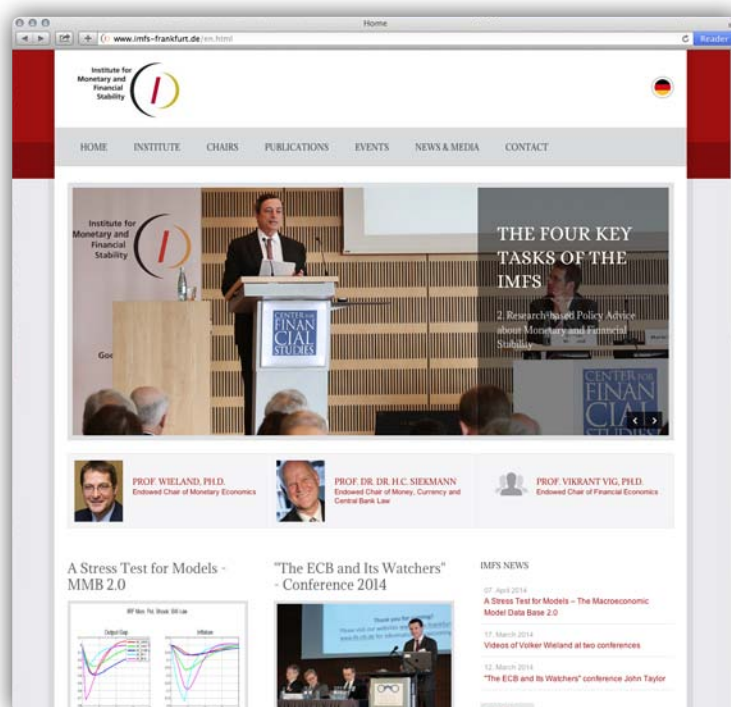 Home
www.imfs-frankfurt.de/en.html
Reader
Institute for
Monetary and
Financial
Stability
HOME INSTITUTE CHAIRS PUBLICATIONS EVENTS NEWS & MEDIA CONTACT
Institute for
Monetary and
Financial
Stability
Goe
CENTER FOR
FINAN
CIAL
STUDIES
THE FOUR KEY
TASKS OF THE
IMFS
2. Research-based Policy Advice
about Monetary and Financial
Stability
CENTER FOR
FINAN
CIAL
STUDIES
PROF. WIELAND, PH.D.
Endowed Chair of Monetary Economics
PROF. DR. DR. H.C. SIEKMANN
Endowed Chair of Money, Currency and
Central Bank Law
PROF. VIKRANT VIG, PH.D.
Endowed Chair of Financial Economics
A Stress Test for Models -
MMB 2.0
Output Gap
Inflation
"The ECB and Its Watchers"
- Conference 2014
IMFS NEWS
07. April 2014
A Stress Test for Models – The Macroeconomic
Model Data Base 2.0
17. March 2014
Videos of Volker Wieland at two conferences
12. March 2014
"The ECB and Its Watchers" conference John Taylor